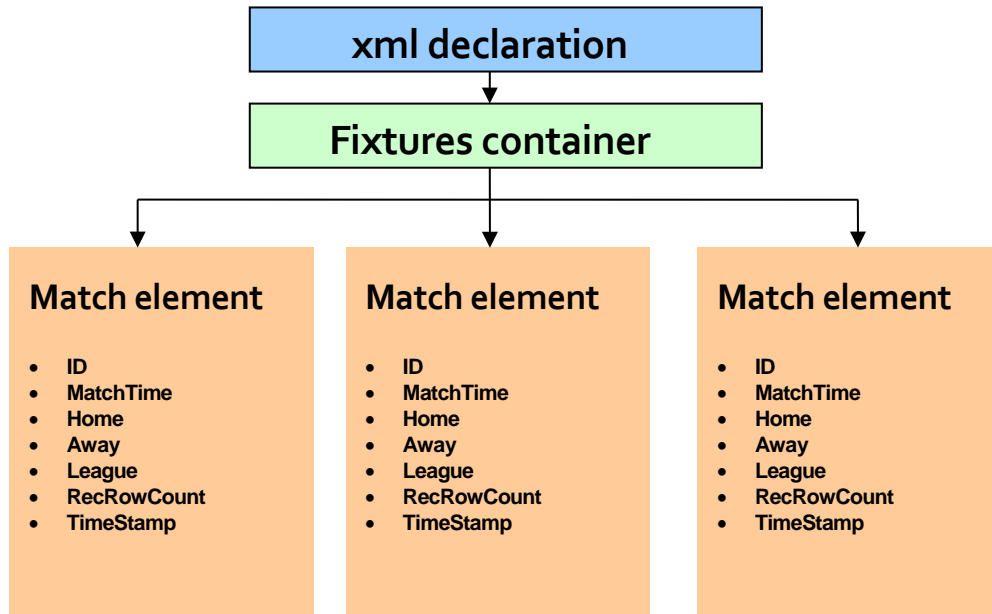 xml declaration
Fixtures container
Match element
• ID
• MatchTime
• Home
• Away
• League
• RecRowCount
• TimeStamp
Match element
• ID
• MatchTime
• Home
• Away
• League
• RecRowCount
• TimeStamp
Match element
• ID
• MatchTime
• Home
• Away
• League
• RecRowCount
• TimeStamp